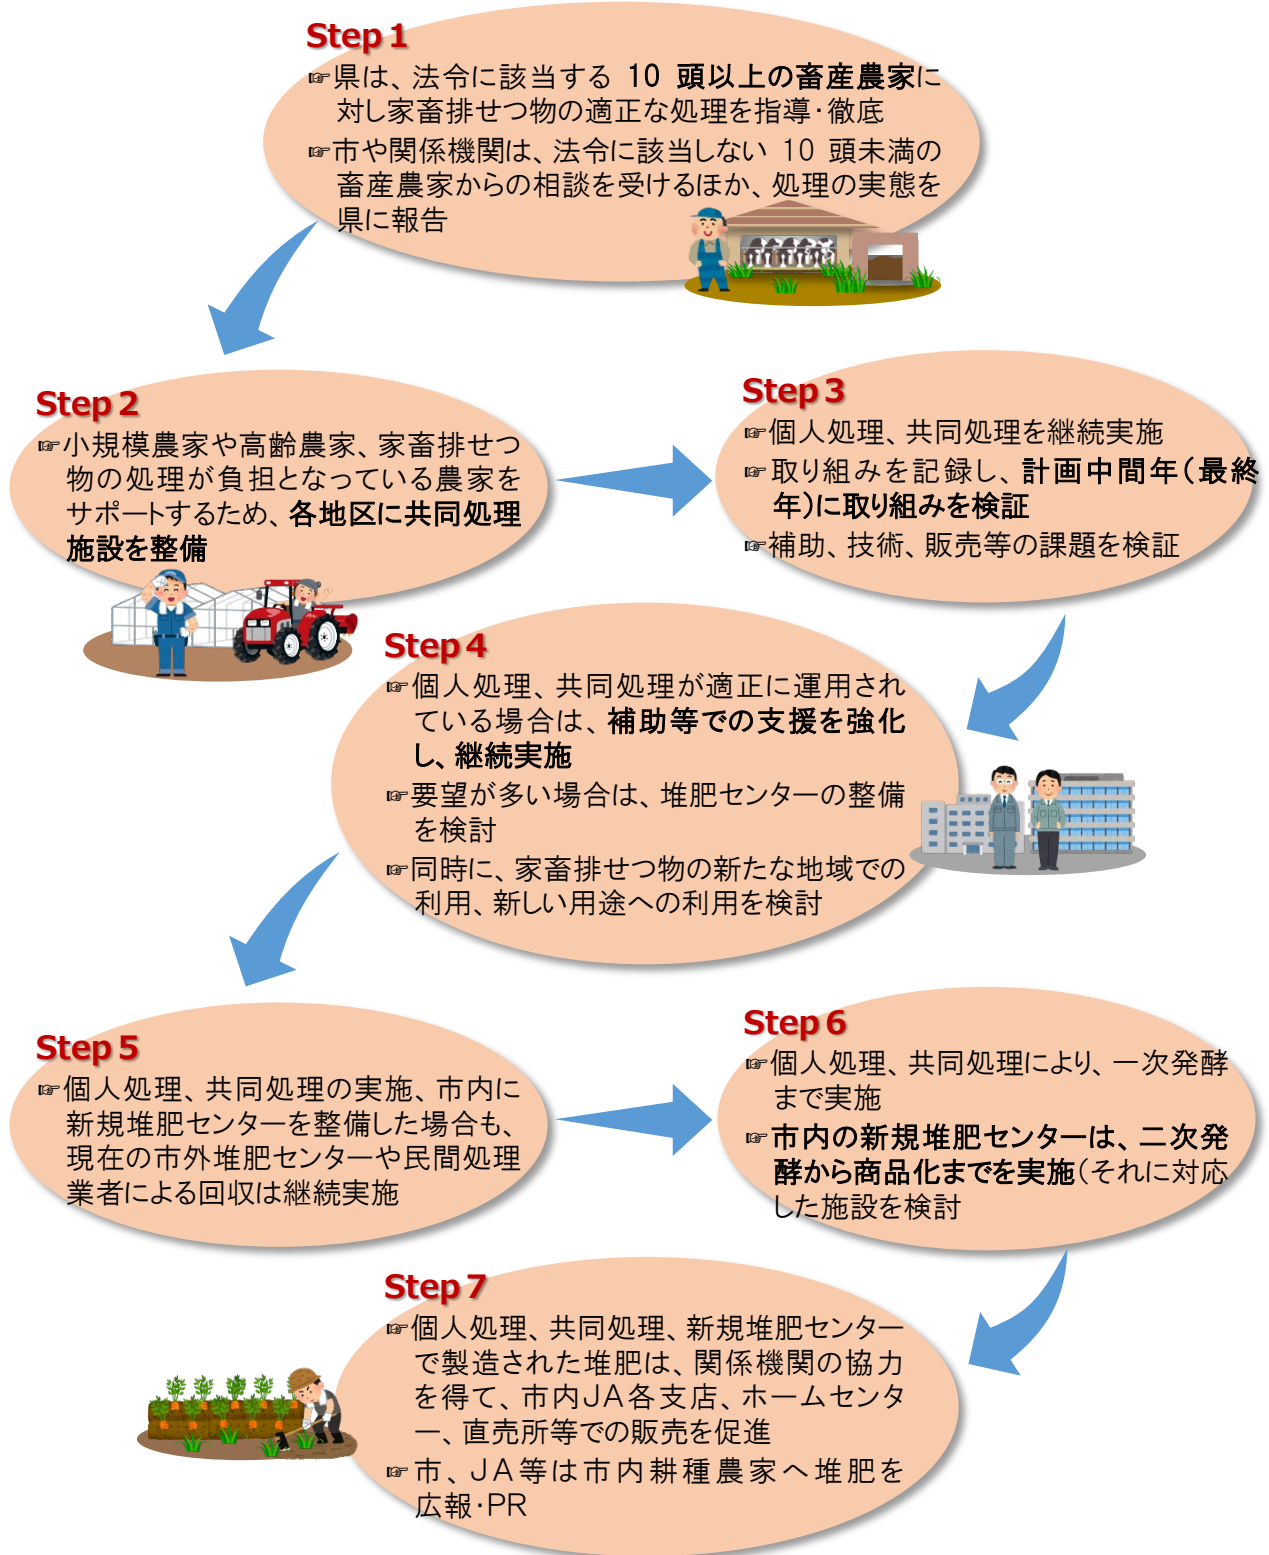 Step 1
☞県は、法令に該当する 10 頭以上の畜産農家に
対し家畜排せつ物の適正な処理を指導・徹底
☞市や関係機関は、法令に該当しない 10 頭未満の
畜産農家からの相談を受けるほか、処理の実態を
県に報告
Step 2
☞小規模農家や高齢農家、家畜排せつ
物の処理が負担となっている農家を
サポートするため、各地区に共同処理
施設を整備
Step 3
☞個人処理、共同処理を継続実施
☞取り組みを記録し、計画中間年（最終
年）に取り組みを検証
☞補助、技術、販売等の課題を検証
Step 4
☞個人処理、共同処理が適正に運用され
ている場合は、補助等での支援を強化
し、継続実施
☞要望が多い場合は、堆肥センターの整備
を検討
☞同時に、家畜排せつ物の新たな地域での
利用、新しい用途への利用を検討
Step 5
☞個人処理、共同処理の実施、市内に
新規堆肥センターを整備した場合も、
現在の市外堆肥センターや民間処理
業者による回収は継続実施
Step 6
☞個人処理、共同処理により、一次発酵
まで実施
☞市内の新規堆肥センターは、二次発
酵から商品化までを実施（それに対応
した施設を検討
Step 7
☞個人処理、共同処理、新規堆肥センター
で製造された堆肥は、関係機関の協力
を得て、市内JA各支店、ホームセンタ
ー、直売所等での販売を促進
☞市、JA等は市内耕種農家へ堆肥を
広報・PR